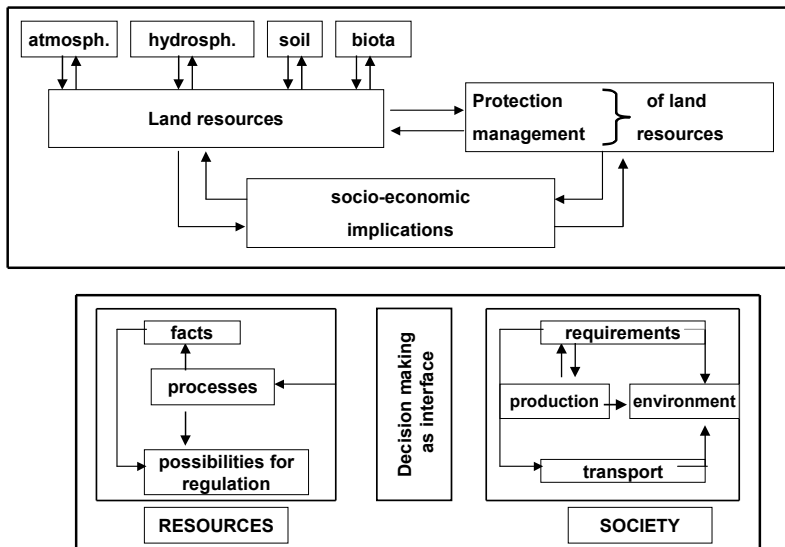 atmosph.
hydrosph.
soil
biota
Land resources
Protection
management
of land
resources
socio-economic
implications
facts
processes
possibilities for
regulation
RESOURCES
Decision making
as interface
requirements
production
environment
transport
SOCIETY